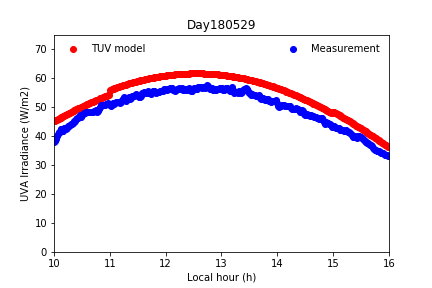 Day180529
TUV model
Measurement
UVA Irradiance (W/m2)
70
60
50
40
30
20
10
0
10 11 12 13 14 15 16
Local hour (h)